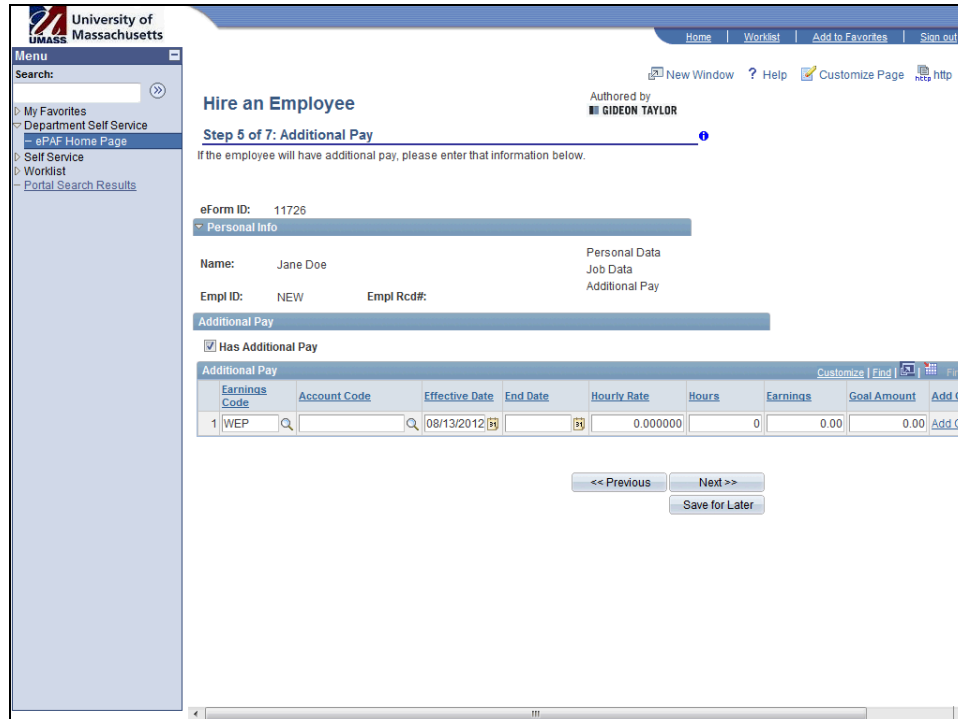 University of
Massachusetts
UMASS
Home | Worklist | Add to Favorites | Sign out
Menu
Search:
My Favorites
Department Self Service
– ePAF Home Page
Self Service
Worklist
– Portal Search Results
New Window ? Help Customize Page http
Hire an Employee
Authored by
GIDEON TAYLOR
Step 5 of 7: Additional Pay
If the employee will have additional pay, please enter that information below.
eForm ID: 11726
Personal Info
Name: Jane Doe
Personal Data
Job Data
Additional Pay
Empl ID: NEW Empl Rcd#:
Additional Pay
Has Additional Pay
Additional Pay Customize | Find |
Earnings Code Account Code Effective Date End Date Hourly Rate Hours Earnings Goal Amount Add
1 WEP 08/13/2012 0.000000 0 0.00 0.00 Add
<< Previous Next >>
Save for Later